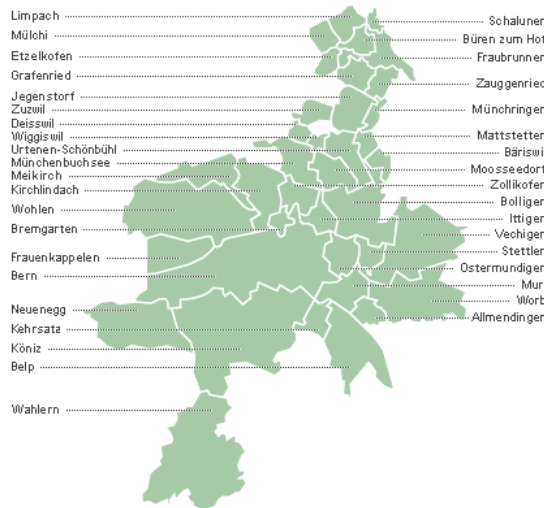 Limpach
Mülchi
Etzelkofen
Grafenried
Jegenstorf
Zuzwil
Deisswil
Wiggiswil
Urtenen-Schönbühl
Münchenbuchsee
Meikirch
Kirchlindach
Wohlen
Bremgarten
Frauenkappelen
Bern
Neuenegg
Kehrsatz
Köniz
Belp
Wahlern
Schalunen
Büren zum Hof
Fraubrunnen
Zauggenried
Münchringen
Mattstetten
Bäriswil
Moosseedorf
Zollikofen
Bolligen
Ittigen
Vechigen
Stettlen
Ostermundigen
Muri
Worb
Allmendingen